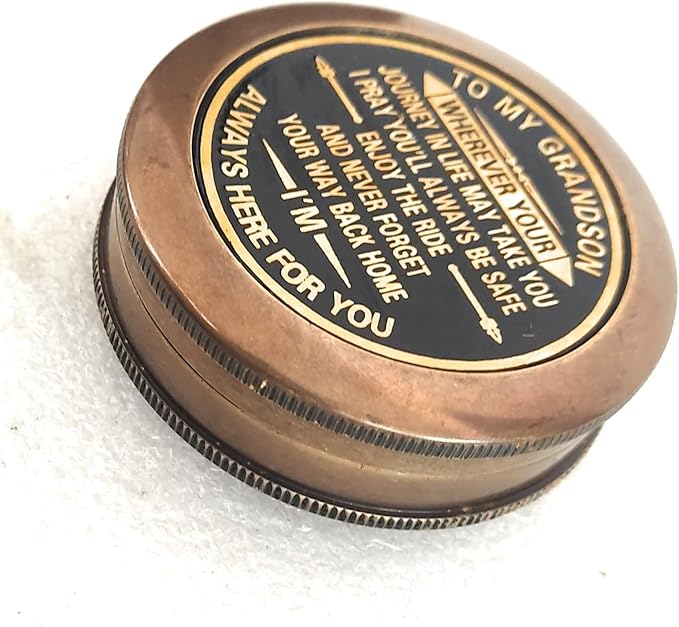 TO MY GRANDSON
WHEREVER YOUR
JOURNEY IN LIFE MAY TAKE YOU
I PRAY YOU'LL ALWAYS BE SAFE
ENJOY THE RIDE
AND NEVER FORGET
YOUR WAY BACK HOME
I'M
ALWAYS HERE FOR YOU